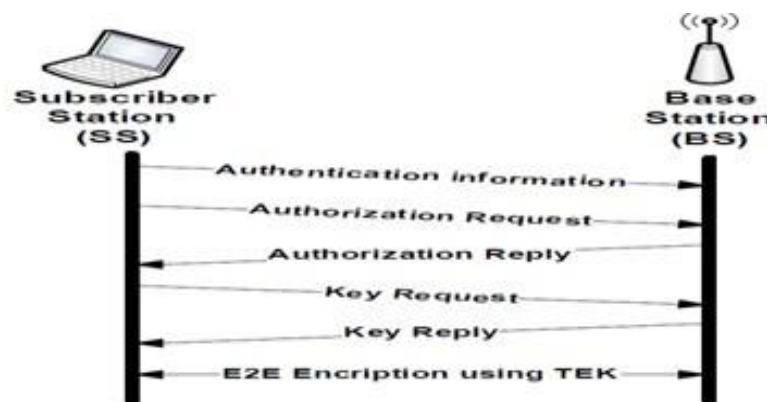 Subscriber
Station
(SS)
Base
Station
(BS)
Authentication information
Authorization Request
Authorization Reply
Key Request
Key Reply
E2E Encription using TEK